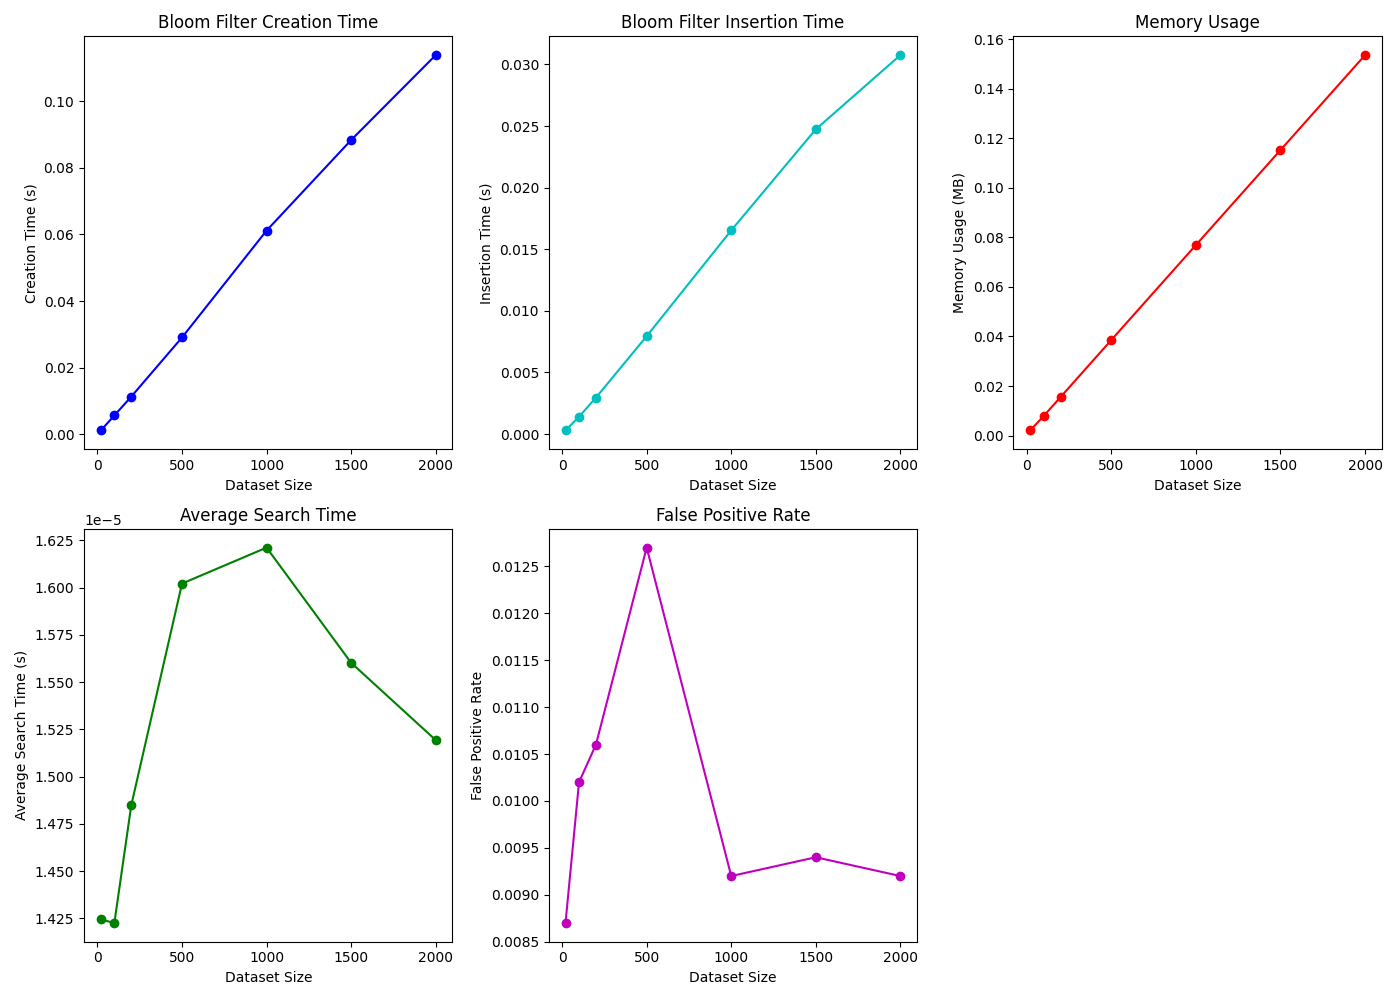 Bloom Filter Creation Time
Creation Time (s)
0.10
0.08
0.06
0.04
0.02
0.00
0 500 1000 1500 2000
Dataset Size
Bloom Filter Insertion Time
Insertion Time (s)
0.030
0.025
0.020
0.015
0.010
0.005
0.000
0 500 1000 1500 2000
Dataset Size
Memory Usage
Memory Usage (MB)
0.16
0.14
0.12
0.10
0.08
0.06
0.04
0.02
0.00
0 500 1000 1500 2000
Dataset Size
Average Search Time
1e−5
Average Search Time (s)
1.625
1.600
1.575
1.550
1.525
1.500
1.475
1.450
1.425
0 500 1000 1500 2000
Dataset Size
False Positive Rate
False Positive Rate
0.0125
0.0120
0.0115
0.0110
0.0105
0.0100
0.0095
0.0090
0.0085
0 500 1000 1500 2000
Dataset Size